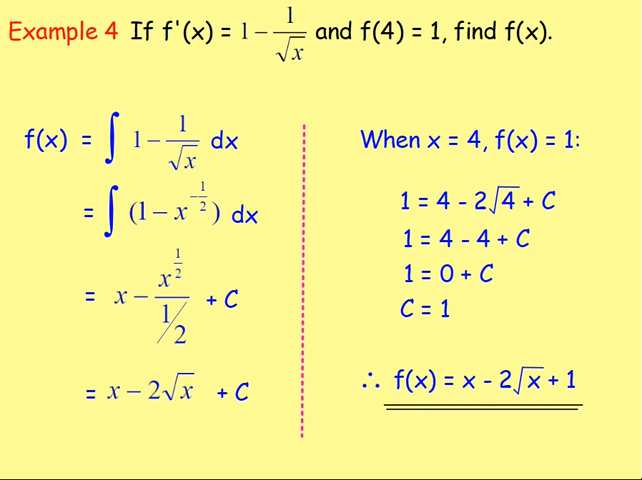 Example 4 If f'(x) = 1 − 1/√x and f(4) = 1, find f(x).
f(x) = ∫ 1 − 1/√x dx
= ∫ (1 − x^(−1/2)) dx
= x − x^(1/2)/(1/2) + C
= x − 2√x + C
When x = 4, f(x) = 1:
1 = 4 - 2√4 + C
1 = 4 - 4 + C
1 = 0 + C
C = 1
∴ f(x) = x - 2√x + 1